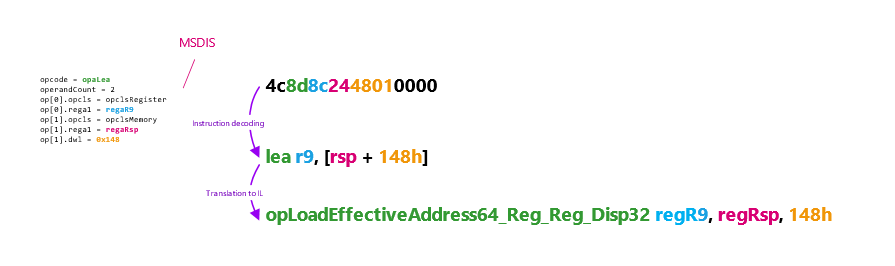 MSDIS
opcode = opaLea
operandCount = 2
op[0].opcls = opclsRegister
op[0].rega1 = regaR9
op[1].opcls = opclsMemory
op[1].rega1 = regaRsp
op[1].dwl = 0x148
4c8d8c2448010000
Instruction decoding
lea r9, [rsp + 148h]
Translation to IL
opLoadEffectiveAddress64_Reg_Reg_Disp32 regR9, regRsp, 148h